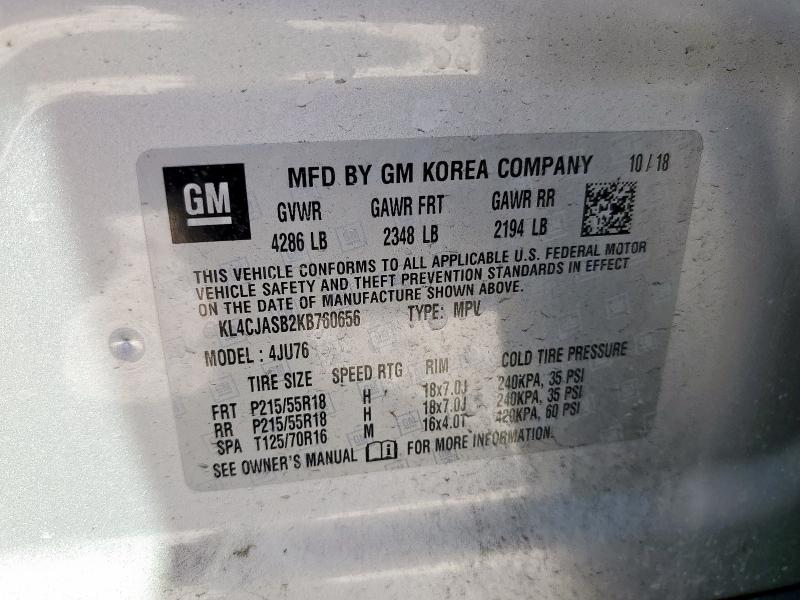 GM
MFD BY GM KOREA COMPANY 10/18
GVWR GAWR FRT GAWR RR
4286 LB 2348 LB 2194 LB
THIS VEHICLE CONFORMS TO ALL APPLICABLE U.S. FEDERAL MOTOR
VEHICLE SAFETY AND THEFT PREVENTION STANDARDS IN EFFECT
ON THE DATE OF MANUFACTURE SHOWN ABOVE.
KL4CJASB2KB760656 TYPE: MPV
MODEL: 4JU76
TIRE SIZE SPEED RTG RIM COLD TIRE PRESSURE
FRT P215/55R18 H 18x7.0J 240KPA, 35 PSI
RR P215/55R18 H 18x7.0J 240KPA, 35 PSI
SPA T125/70R16 M 16x4.0T 420KPA, 60 PSI
SEE OWNER'S MANUAL FOR MORE INFORMATION.